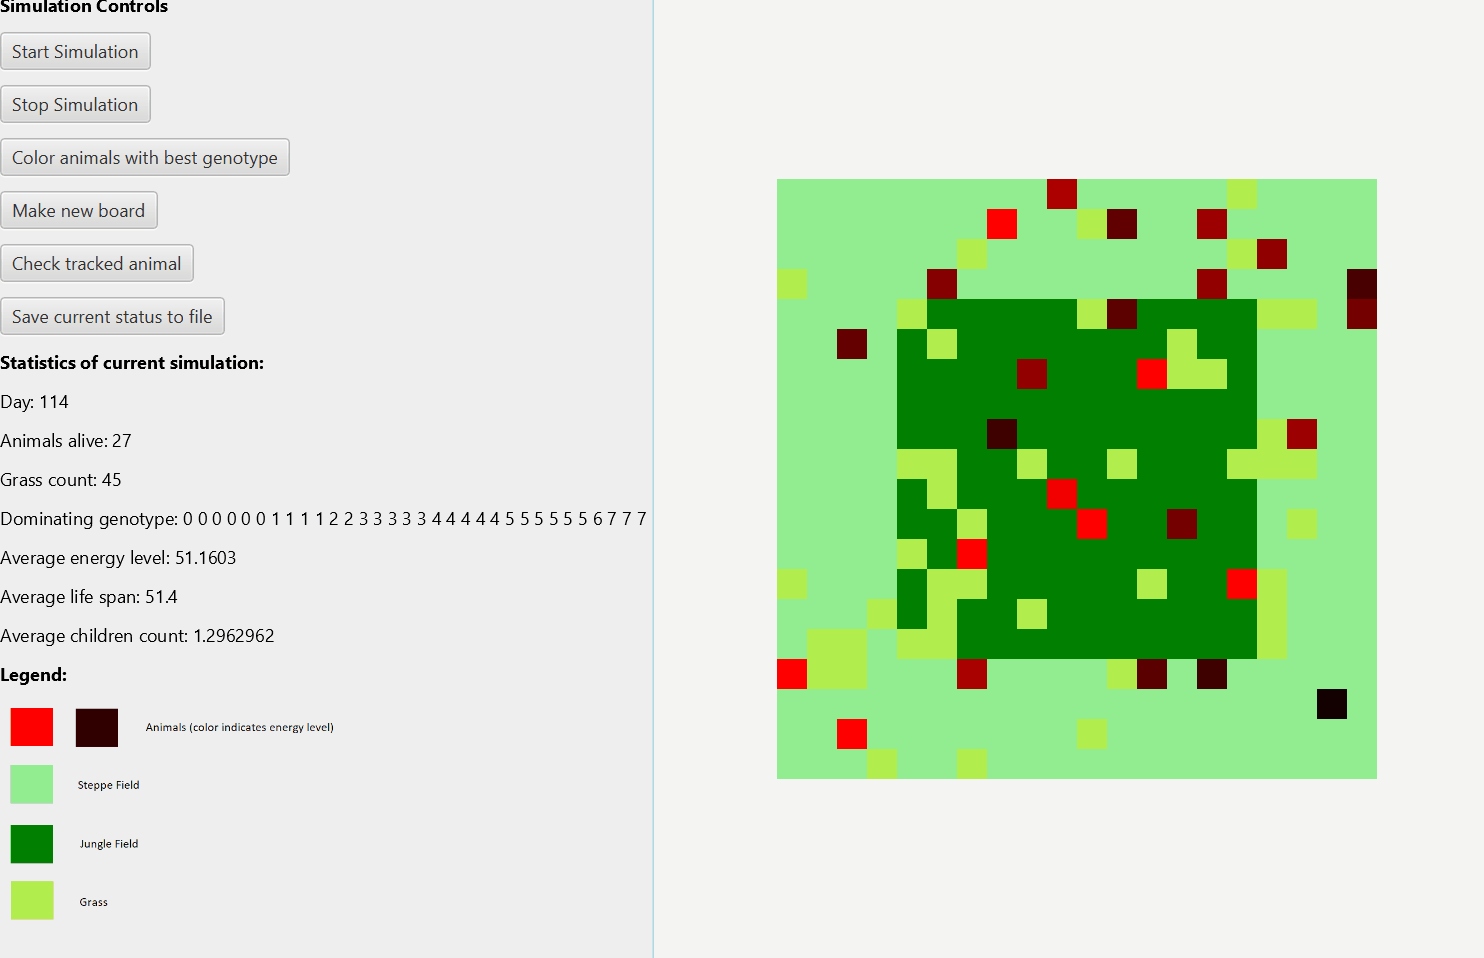 Simulation Controls
Start Simulation
Stop Simulation
Color animals with best genotype
Make new board
Check tracked animal
Save current status to file
Statistics of current simulation:
Day: 114
Animals alive: 27
Grass count: 45
Dominating genotype: 0 0 0 0 0 0 1 1 1 1 2 2 3 3 3 3 3 4 4 4 4 4 5 5 5 5 5 5 6 7 7 7
Average energy level: 51.1603
Average life span: 51.4
Average children count: 1.2962962
Legend:
Animals (color indicates energy level)
Steppe Field
Jungle Field
Grass